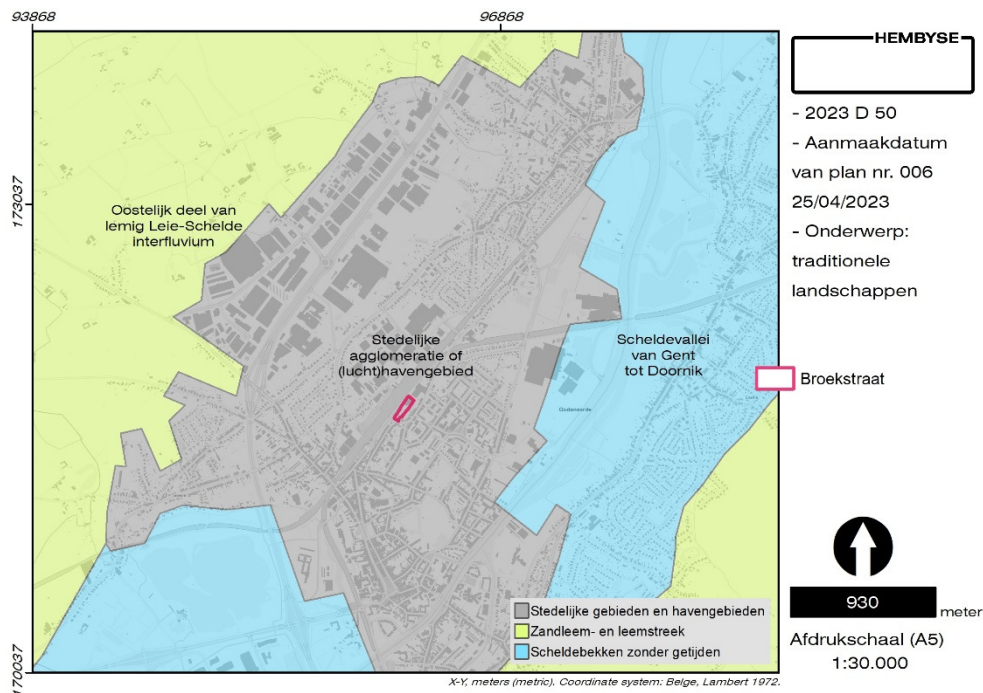 93868
96868
173037
170037
Oostelijk deel van
lemig Leie-Schelde
interfluvium
Stedelijke
agglomeratie of
(lucht)havengebied
Scheldevallei
van Gent
tot Doornik
Oudenaarde
Stedelijke gebieden en havengebieden
Zandleem- en leemstreek
Scheldebekken zonder getijden
X-Y, meters (metric). Coordinate system: Belge, Lambert 1972.
HEMBYSE
- 2023 D 50
- Aanmaakdatum
van plan nr. 006
25/04/2023
- Onderwerp:
traditionele
landschappen
Broekstraat
930
meter
Afdrukschaal (A5)
1:30.000